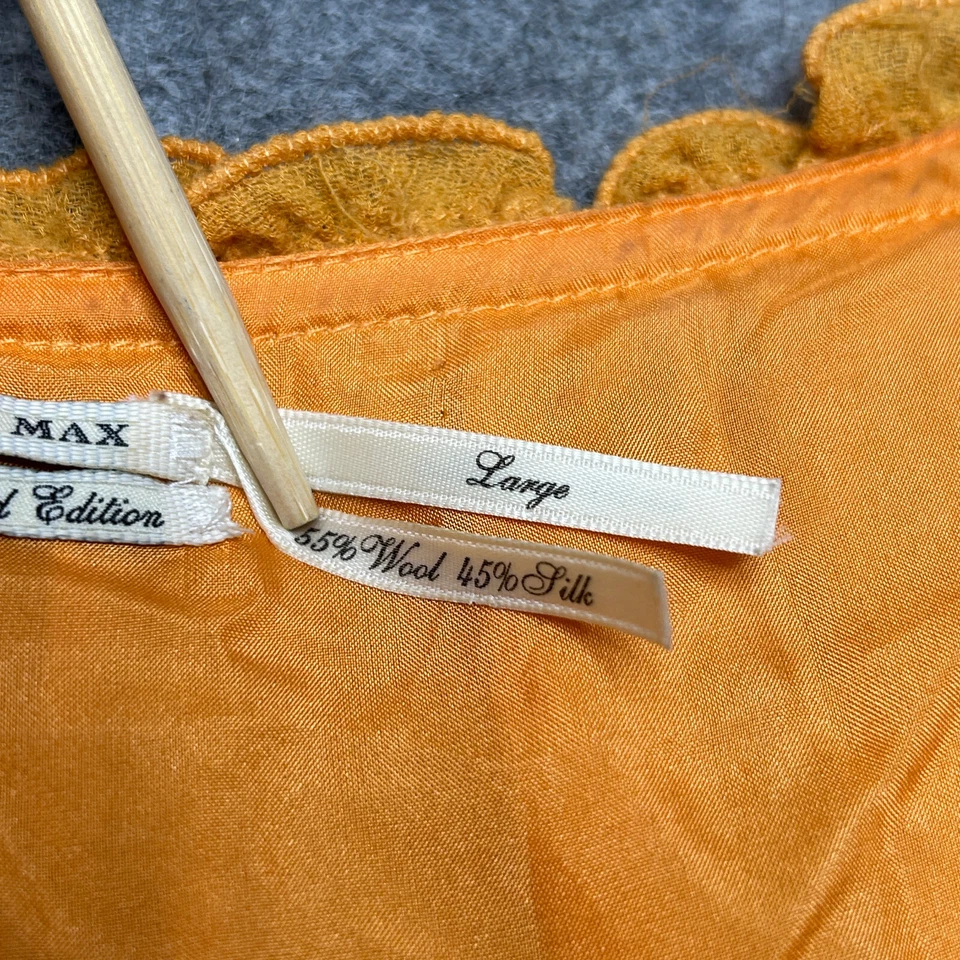 MAX
Edition
Large
55% Wool 45% Silk